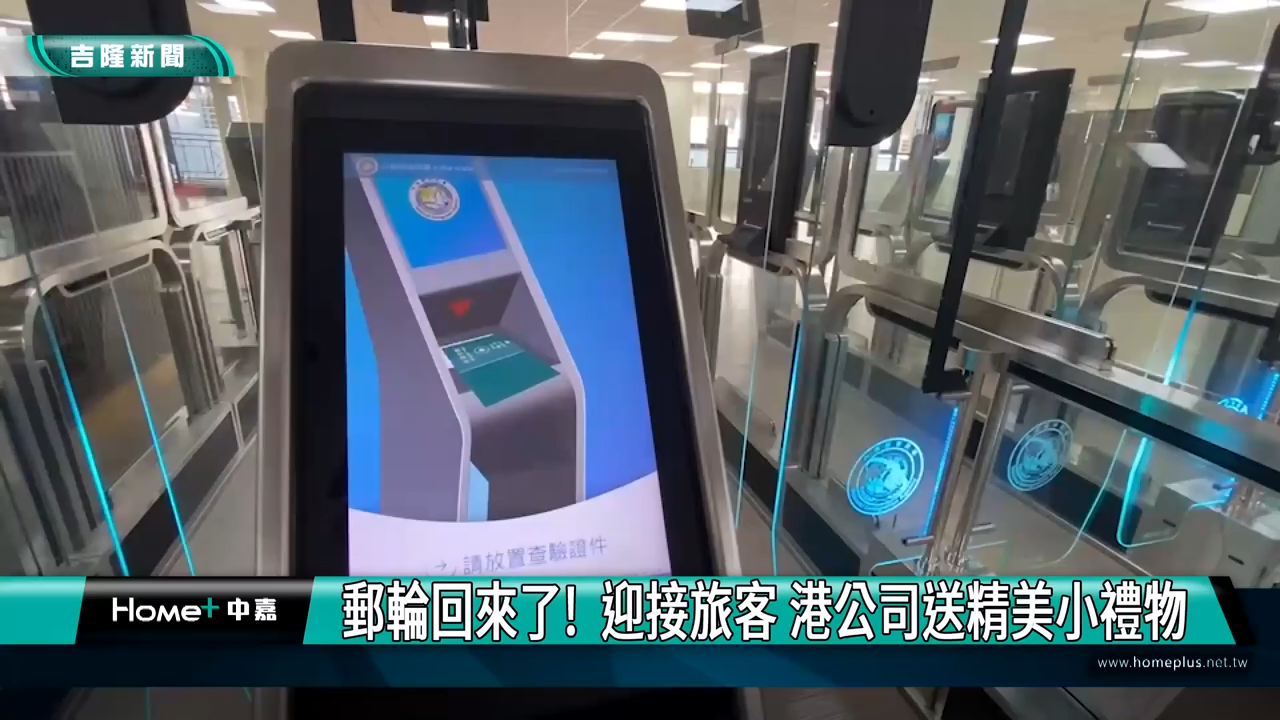 吉隆新聞
請放置查驗證件
Home+ 中嘉
郵輪回來了! 迎接旅客 港公司送精美小禮物
www.homeplus.net.tw